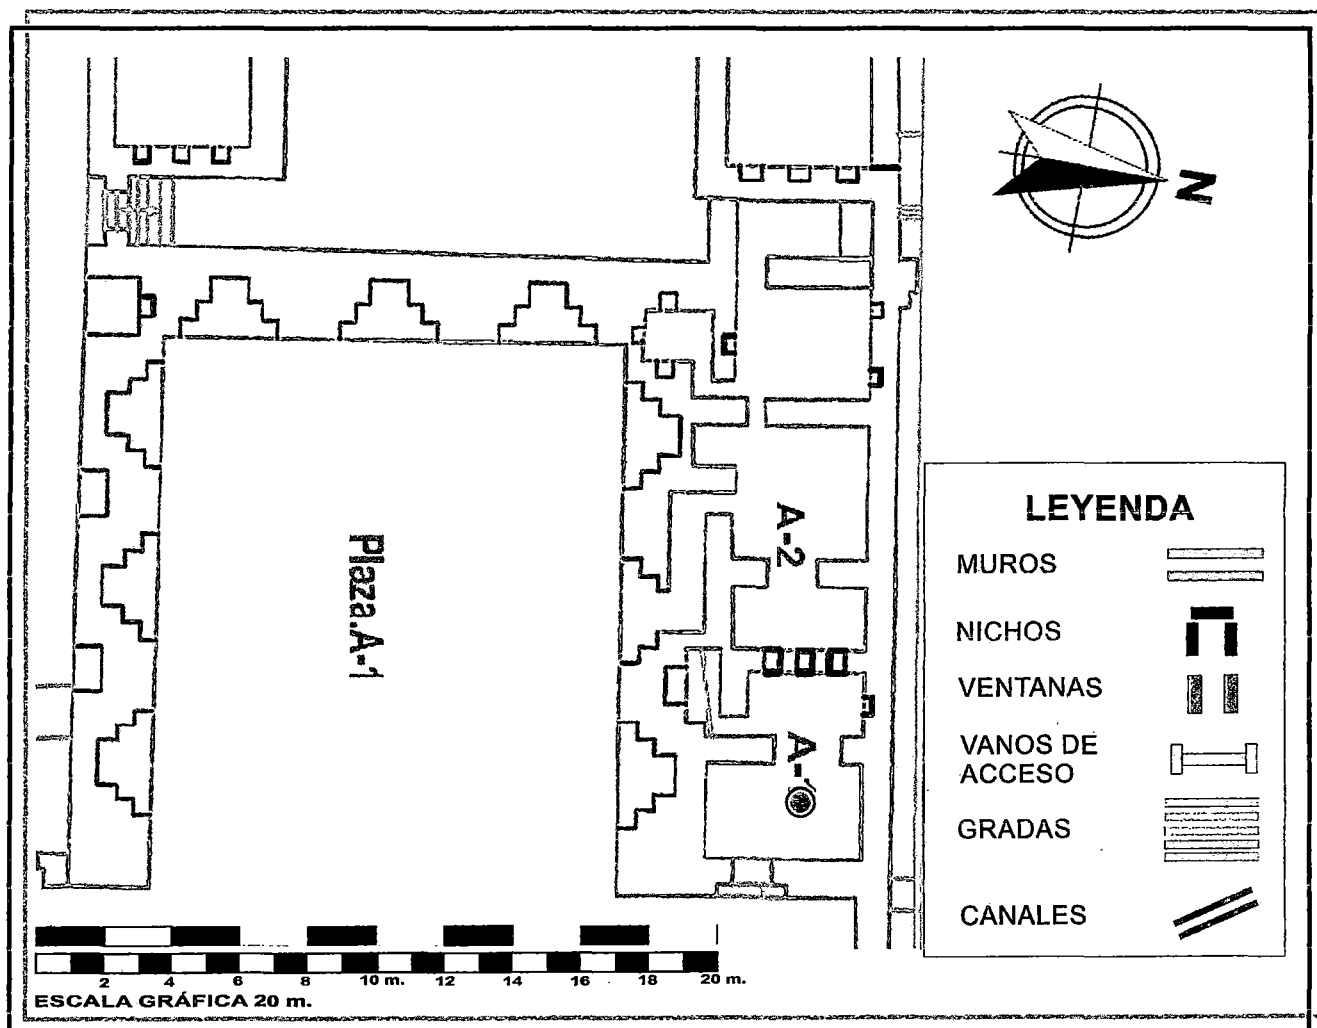 N
Plaza.A-1
A-2
A-
LEYENDA
MUROS
NICHOS
VENTANAS
VANOS DE
ACCESO
GRADAS
CANALES
2 4 6 8 10 m. 12 14 16 18 20 m.
ESCALA GRÁFICA 20 m.